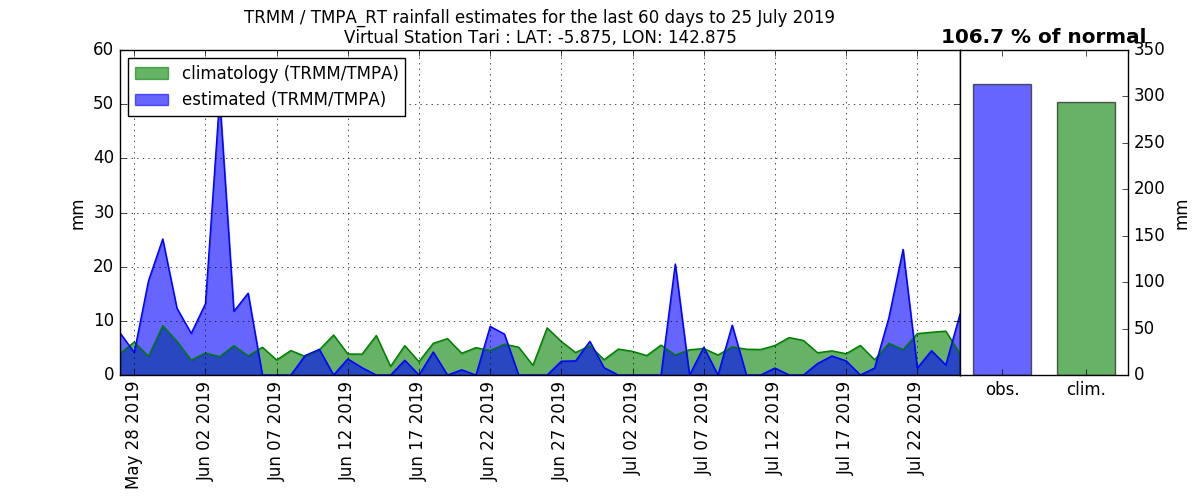 TRMM / TMPA_RT rainfall estimates for the last 60 days to 25 July 2019
Virtual Station Tari : LAT: -5.875, LON: 142.875
106.7 % of normal
climatology (TRMM/TMPA)
estimated (TRMM/TMPA)
60
50
40
30
20
10
0
mm
May 28 2019
Jun 02 2019
Jun 07 2019
Jun 12 2019
Jun 17 2019
Jun 22 2019
Jun 27 2019
Jul 02 2019
Jul 07 2019
Jul 12 2019
Jul 17 2019
Jul 22 2019
obs.
clim.
350
300
250
200
150
100
50
0
mm